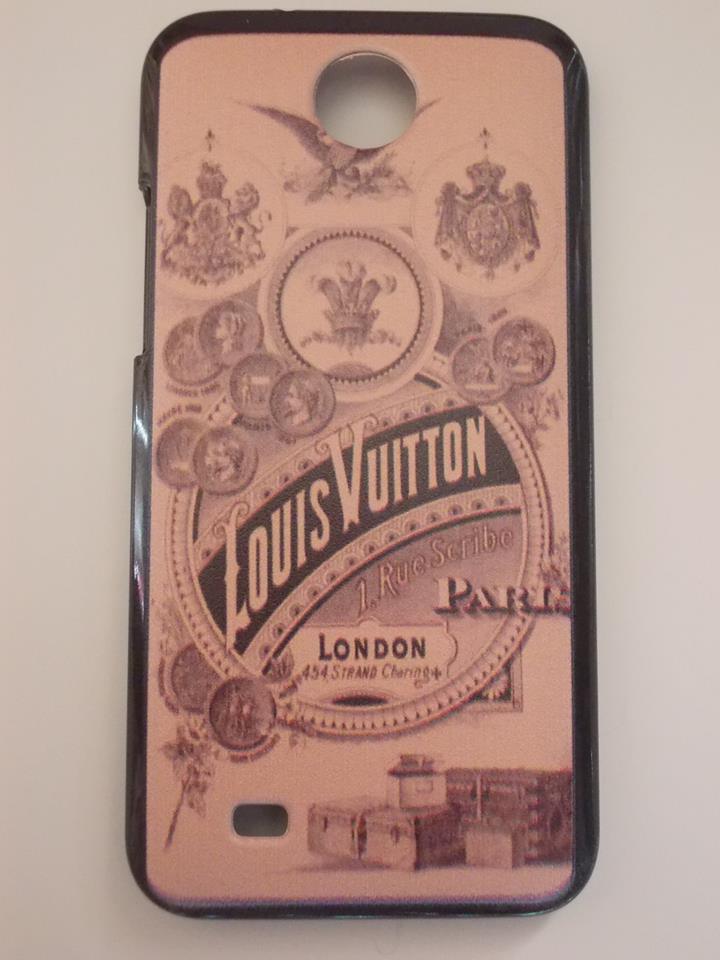 LOUIS VUITTON
1, Rue Scribe
PARIS
LONDON
454 STRAND Charing+